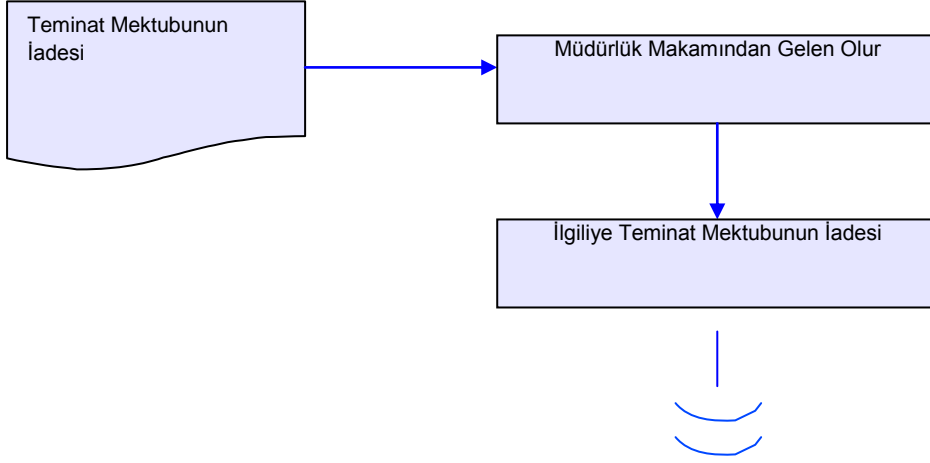 Teminat Mektubunun
İadesi
Müdürlük Makamından Gelen Olur
İlgiliye Teminat Mektubunun İadesi